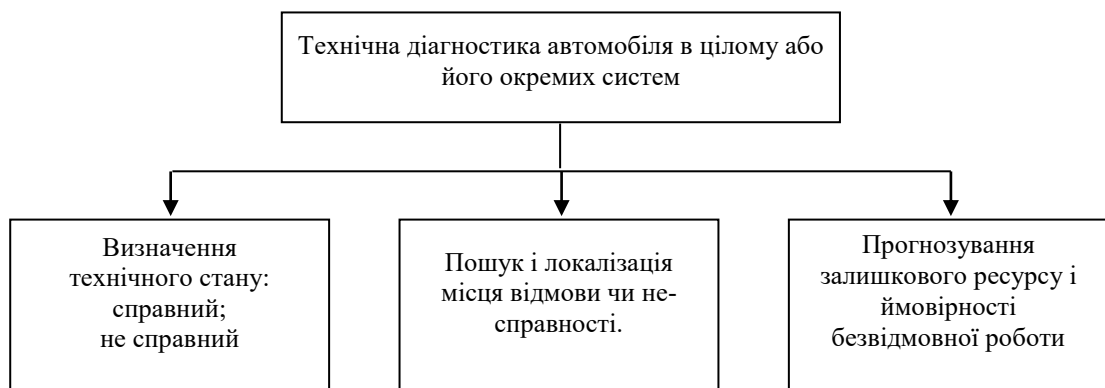 Технічна діагностика автомобіля в цілому або
його окремих систем
Визначення
технічного стану:
справний;
не справний
Пошук і локалізація
місця відмови чи не-
справності.
Прогнозування
залишкового ресурсу і
ймовірності
безвідмовної роботи